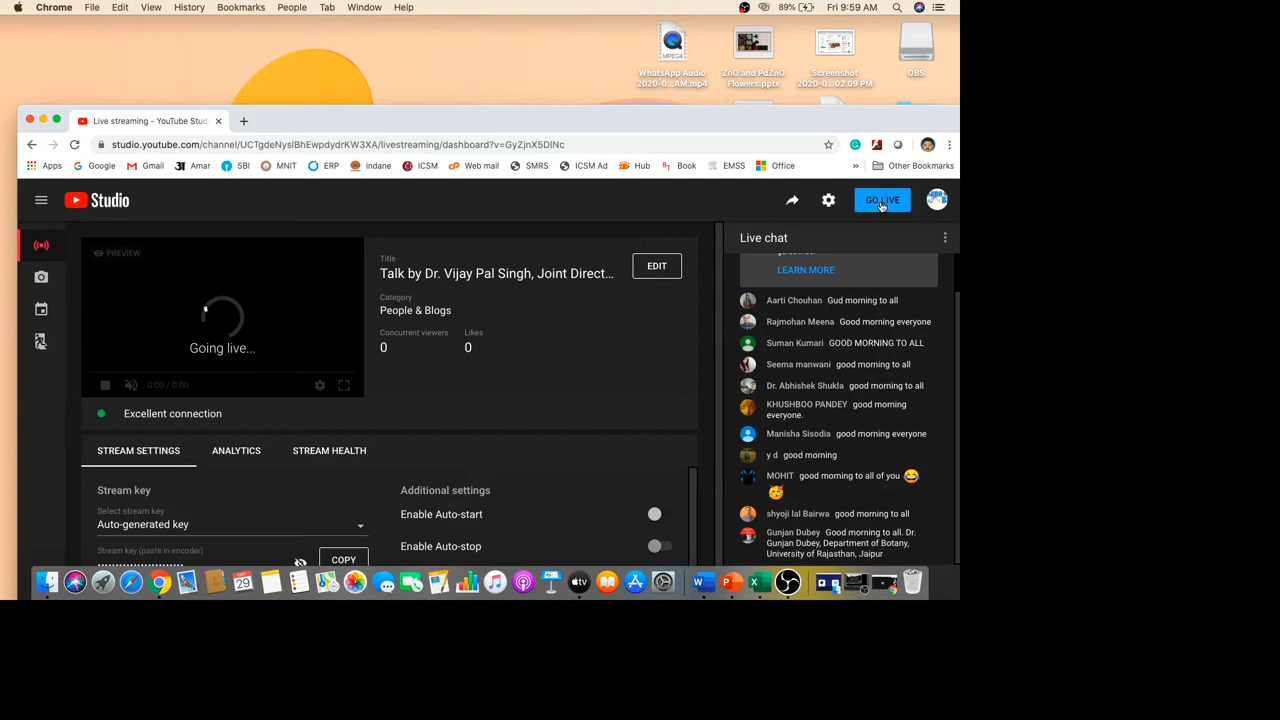 Chrome File Edit View History Bookmarks People Tab Window Help 89% Fri 9:59 AM
MPEG4
WhatsApp Audio 2020-0...AM.mp4
ZnO and PdZnO Flowers.pptx
Screenshot 2020-0...02.09 PM
OBS
Live streaming - YouTube Stud
studio.youtube.com/channel/UCTgdeNyslBhEwpdydrKW3XA/livestreaming/dashboard?v=GyZjnX5DlNc
Apps Google Gmail Amar SBI MNIT ERP indane ICSM Web mail SMRS ICSM Ad Hub Book EMSS Office » Other Bookmarks
Studio
GO LIVE
PREVIEW
Going live...
0:00 / 0:00
Excellent connection
Title
Talk by Dr. Vijay Pal Singh, Joint Direct...
EDIT
Category
People & Blogs
Concurrent viewers Likes
0 0
STREAM SETTINGS ANALYTICS STREAM HEALTH
Stream key
Select stream key
Auto-generated key
Stream key (paste in encoder)
COPY
Additional settings
Enable Auto-start
Enable Auto-stop
Live chat
LEARN MORE
Aarti Chouhan Gud morning to all
Rajmohan Meena Good morning everyone
Suman Kumari GOOD MORNING TO ALL
Seema manwani good morning to all
Dr. Abhishek Shukla good morning to all
KHUSHBOO PANDEY good morning
everyone.
Manisha Sisodia good morning everyone
y d good morning
MOHIT good morning to all of you 😂
🥳
shyoji lal Bairwa good morning to all
Gunjan Dubey Good morning to all. Dr.
Gunjan Dubey, Department of Botany,
University of Rajasthan, Jaipur